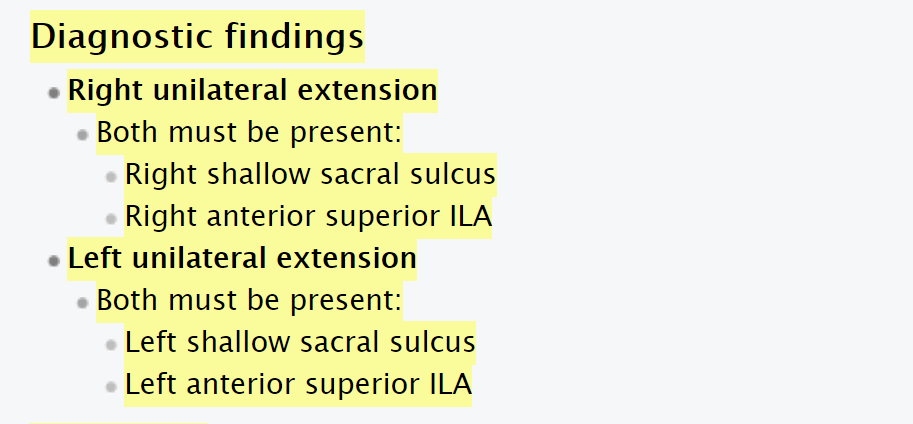 Diagnostic findings
Right unilateral extension
Both must be present:
Right shallow sacral sulcus
Right anterior superior ILA
Left unilateral extension
Both must be present:
Left shallow sacral sulcus
Left anterior superior ILA